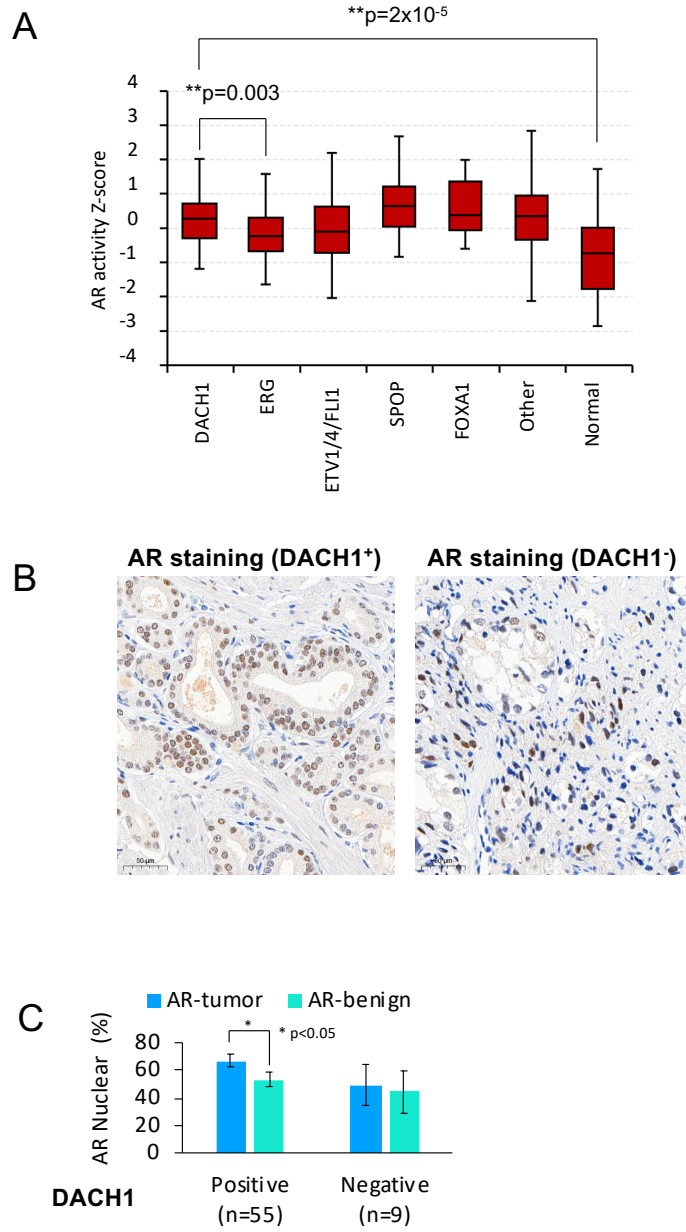 A
**p=2x10⁻⁵
**p=0.003
AR activity Z-score
4
3
2
1
0
-1
-2
-3
-4
DACH1
ERG
ETV1/4/FLI1
SPOP
FOXA1
Other
Normal
B
AR staining (DACH1⁺)
AR staining (DACH1⁻)
50 µm
50 µm
C
AR-tumor
AR-benign
*
* p<0.05
AR Nuclear (%)
80
60
40
20
0
DACH1
Positive
(n=55)
Negative
(n=9)